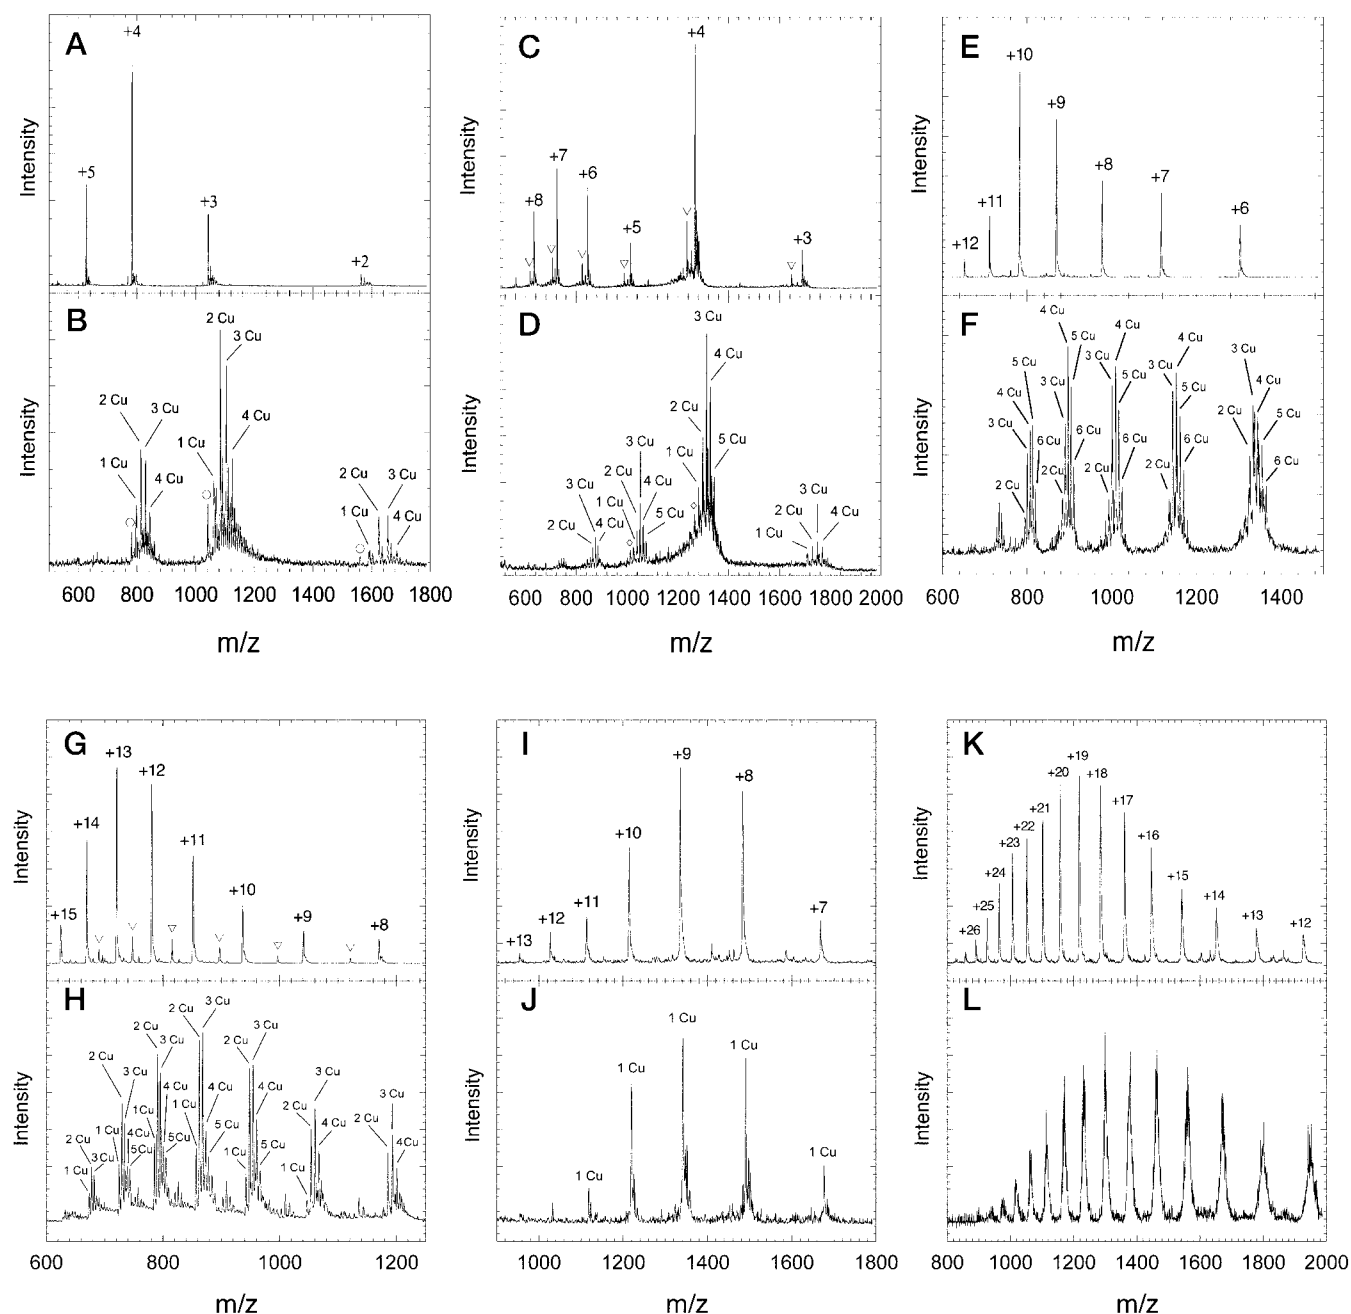 A
+4
+5
+3
+2
Intensity
B
2 Cu
3 Cu
2 Cu
3 Cu
4 Cu
1 Cu
1 Cu
4 Cu
2 Cu
3 Cu
1 Cu
4 Cu
Intensity
600 800 1000 1200 1400 1600 1800
m/z
C
+4
+7
+6
+8
+5
+3
Intensity
D
3 Cu
4 Cu
2 Cu
3 Cu
1 Cu
5 Cu
2 Cu
4 Cu
3 Cu
1 Cu
5 Cu
2 Cu
4 Cu
3 Cu
2 Cu
1 Cu
4 Cu
Intensity
600 800 1000 1200 1400 1600 1800 2000
m/z
E
+10
+9
+8
+7
+11
+6
+12
Intensity
F
4 Cu
5 Cu
4 Cu
4 Cu
5 Cu
3 Cu
3 Cu
3 Cu
3 Cu
4 Cu
5 Cu
5 Cu
4 Cu
3 Cu
6 Cu
6 Cu
6 Cu
6 Cu
2 Cu
5 Cu
2 Cu
2 Cu
2 Cu
2 Cu
6 Cu
Intensity
600 800 1000 1200 1400
m/z
G
+13
+12
+14
+11
+10
+15
+9
+8
Intensity
H
2 Cu
3 Cu
2 Cu
3 Cu
2 Cu
3 Cu
2 Cu
3 Cu
4 Cu
4 Cu
4 Cu
3 Cu
3 Cu
1 Cu
1 Cu
2 Cu
2 Cu
1 Cu
4 Cu
5 Cu
5 Cu
4 Cu
2 Cu
3 Cu
5 Cu
1 Cu
5 Cu
4 Cu
1 Cu
1 Cu
Intensity
600 800 1000 1200
m/z
I
+9
+8
+10
+11
+12
+7
+13
Intensity
J
1 Cu
1 Cu
1 Cu
1 Cu
1 Cu
Intensity
1000 1200 1400 1600 1800
m/z
K
+19
+20
+18
+21
+17
+22
+16
+23
+24
+15
+25
+14
+26
+13
+12
Intensity
L
Intensity
800 1000 1200 1400 1600 1800 2000
m/z